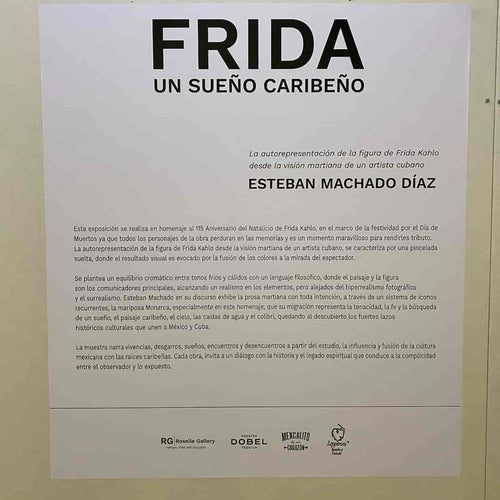 FRIDA
UN SUEÑO CARIBEÑO
La autorepresentación de la figura de Frida Kahlo
desde la visión martiana de un artista cubano
ESTEBAN MACHADO DÍAZ
Esta exposición se realiza en homenaje al 115 Aniversario del Natalicio de Frida Kahlo, en el marco de la festividad por el Día de
Muertos ya que todos los personajes de la obra perduran en las memorias y es un momento maravilloso para rendirles tributo.
La autorepresentación de la figura de Frida Kahlo desde la visión martiana de un artista cubano, se caracteriza por una pincelada
suelta, donde el resultado visual es evocado por la fusión de los colores a la mirada del espectador.
Se plantea un equilibrio cromático entre tonos fríos y cálidos con un lenguaje filosófico, donde el paisaje y la figura
son los comunicadores principales, alcanzando un realismo en los elementos, pero alejados del hiperrealismo fotográfico
y el surrealismo. Esteban Machado en su discurso exhibe la prosa martiana con toda intención, a través de un sistema de íconos
recurrentes, la mariposa Monarca, especialmente en este homenaje, que su migración representa la tenacidad, la fe y la búsqueda
de un sueño, el paisaje caribeño, el cielo, las caídas de agua y el colibrí, quedando al descubierto los fuertes lazos
históricos culturales que unen a México y Cuba.
La muestra narra vivencias, desgarros, sueños, encuentros y desencuentros a partir del estudio, la influencia y fusión de la cultura
mexicana con las raíces caribeñas. Cada obra, invita a un diálogo con la historia y el legado espiritual que conduce a la complicidad
entre el observador y lo expuesto.
RG Roselle Gallery
VIRTUAL FINE ART GALLERY
MAESTRO
DOBEL
TEQUILA
MEXCALITO
CORAZÓN